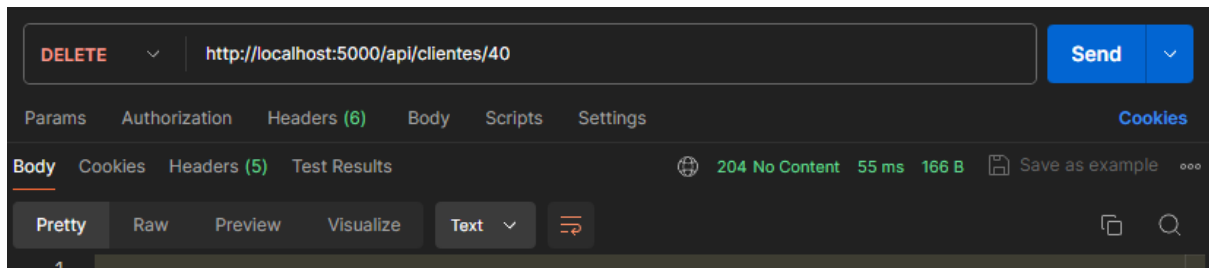 DELETE http://localhost:5000/api/clientes/40 Send
Params Authorization Headers (6) Body Scripts Settings Cookies
Body Cookies Headers (5) Test Results 204 No Content 55 ms 166 B Save as example
Pretty Raw Preview Visualize Text
1